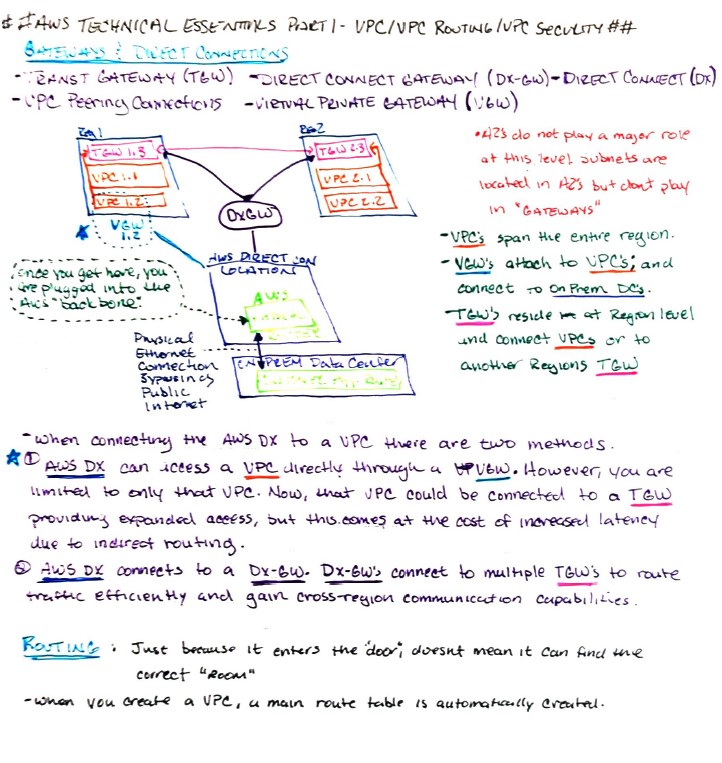 ##AWS TECHNICAL ESSENTIALS PART 1 - VPC/VPC ROUTING/VPC SECURITY ##
GATEWAYS & DIRECT CONNECTIONS
-TRANSIT GATEWAY (TGW) -DIRECT CONNECT GATEWAY (DX-GW)-DIRECT CONNECT (DX)
-VPC Peering Connections -VIRTUAL PRIVATE GATEWAY (VGW)
REG 1
TGW 1.3
VPC 1.1
VPC 1.2
VGW
1.2
REG 2
TGW 2.3
VPC 2.1
VPC 2.2
DXGW
•AZs do not play a major role
at this level subnets are
located in AZs but dont play
in "GATEWAYS"
-VPC's span the entire region.
-VGW's attach to VPC's; and
connect to On Prem DC's.
TGW's reside at Region level
and connect VPCs or to
another Regions TGW
AWS DIRECT CON
LOCATION
AWS
once you get here, you
are plugged into the
AWS "backbone"
Physical
Ethernet
Connection
Bypassing
Public
Internet
ON PREM Data Center
-when connecting the AWS DX to a VPC there are two methods.
① AWS DX can access a VPC directly through a VGW. However, you are
limited to only that VPC. Now, that VPC could be connected to a TGW
providing expanded access, but this comes at the cost of increased latency
due to indirect routing.
② AWS DX connects to a DX-GW. DX-GW's connect to multiple TGW's to route
traffic efficiently and gain cross-region communication capabilities.
ROUTING: Just because it enters the "door", doesnt mean it can find the
correct "ROOM"
-when you create a VPC, a main route table is automatically created.